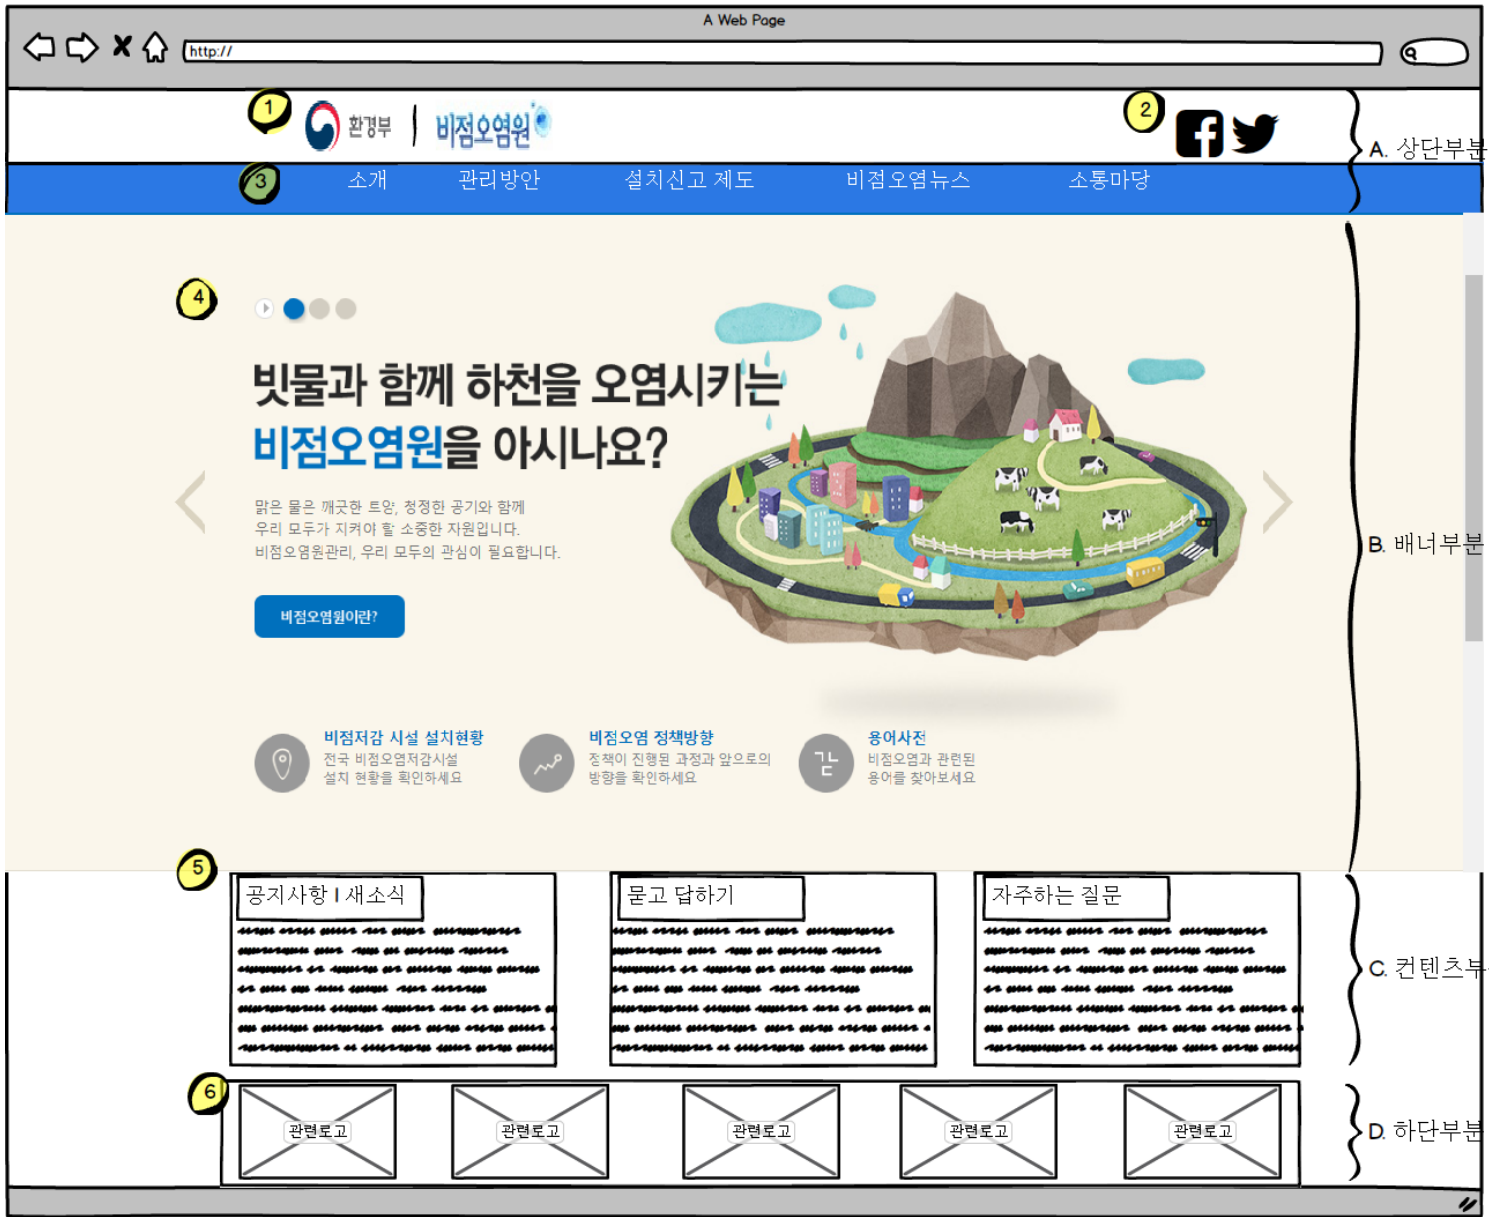 A Web Page
http://
1
환경부
비점오염원
2
A. 상단부분
3
소개
관리방안
설치신고 제도
비점오염뉴스
소통마당
4
빗물과 함께 하천을 오염시키는
비점오염원을 아시나요?
맑은 물은 깨끗한 토양, 청정한 공기와 함께
우리 모두가 지켜야 할 소중한 자원입니다.
비점오염원관리, 우리 모두의 관심이 필요합니다.
비점오염원이란?
B. 배너부분
비점저감 시설 설치현황
전국 비점오염저감시설
설치 현황을 확인하세요
비점오염 정책방향
정책이 진행된 과정과 앞으로의
방향을 확인하세요
용어사전
비점오염과 관련된
용어를 찾아보세요
5
공지사항 I 새소식
묻고 답하기
자주하는 질문
C. 컨텐츠부
6
관련로고
관련로고
관련로고
관련로고
관련로고
D. 하단부분